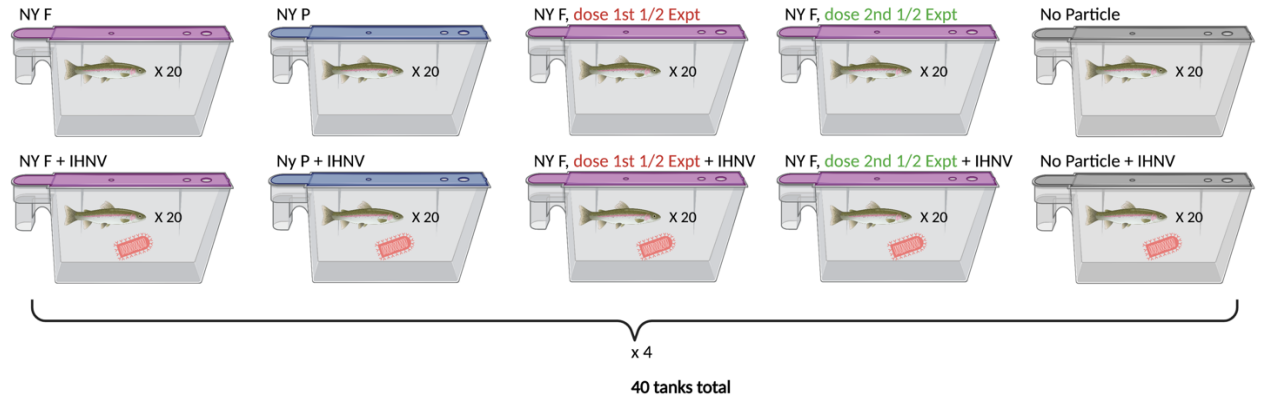 NY F
NY P
NY F, dose 1st 1/2 Expt
NY F, dose 2nd 1/2 Expt
No Particle
X 20
X 20
X 20
X 20
X 20
NY F + IHNV
Ny P + IHNV
NY F, dose 1st 1/2 Expt + IHNV
NY F, dose 2nd 1/2 Expt + IHNV
No Particle + IHNV
X 20
X 20
X 20
X 20
X 20
x 4
40 tanks total